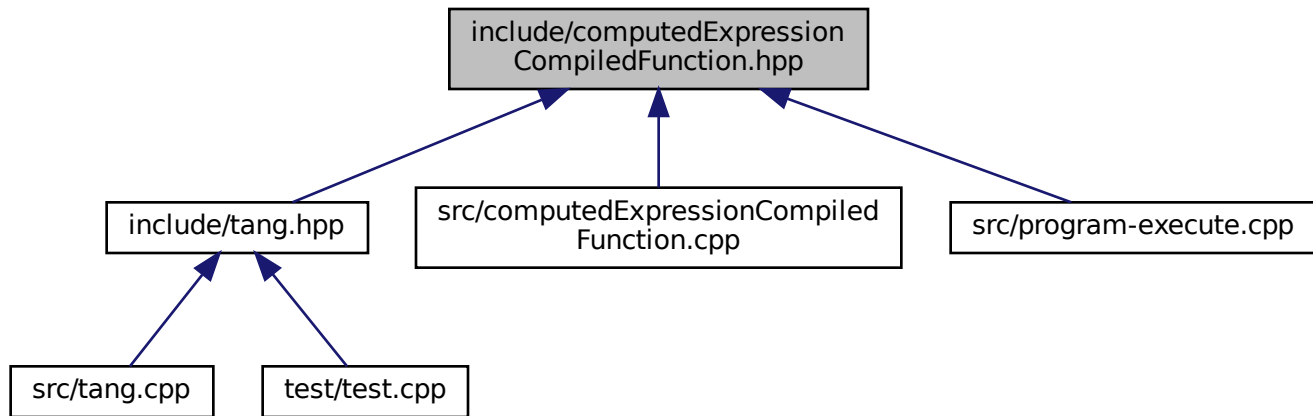 include/computedExpression
CompiledFunction.hpp
include/tang.hpp
src/computedExpressionCompiled
Function.cpp
src/program-execute.cpp
src/tang.cpp
test/test.cpp